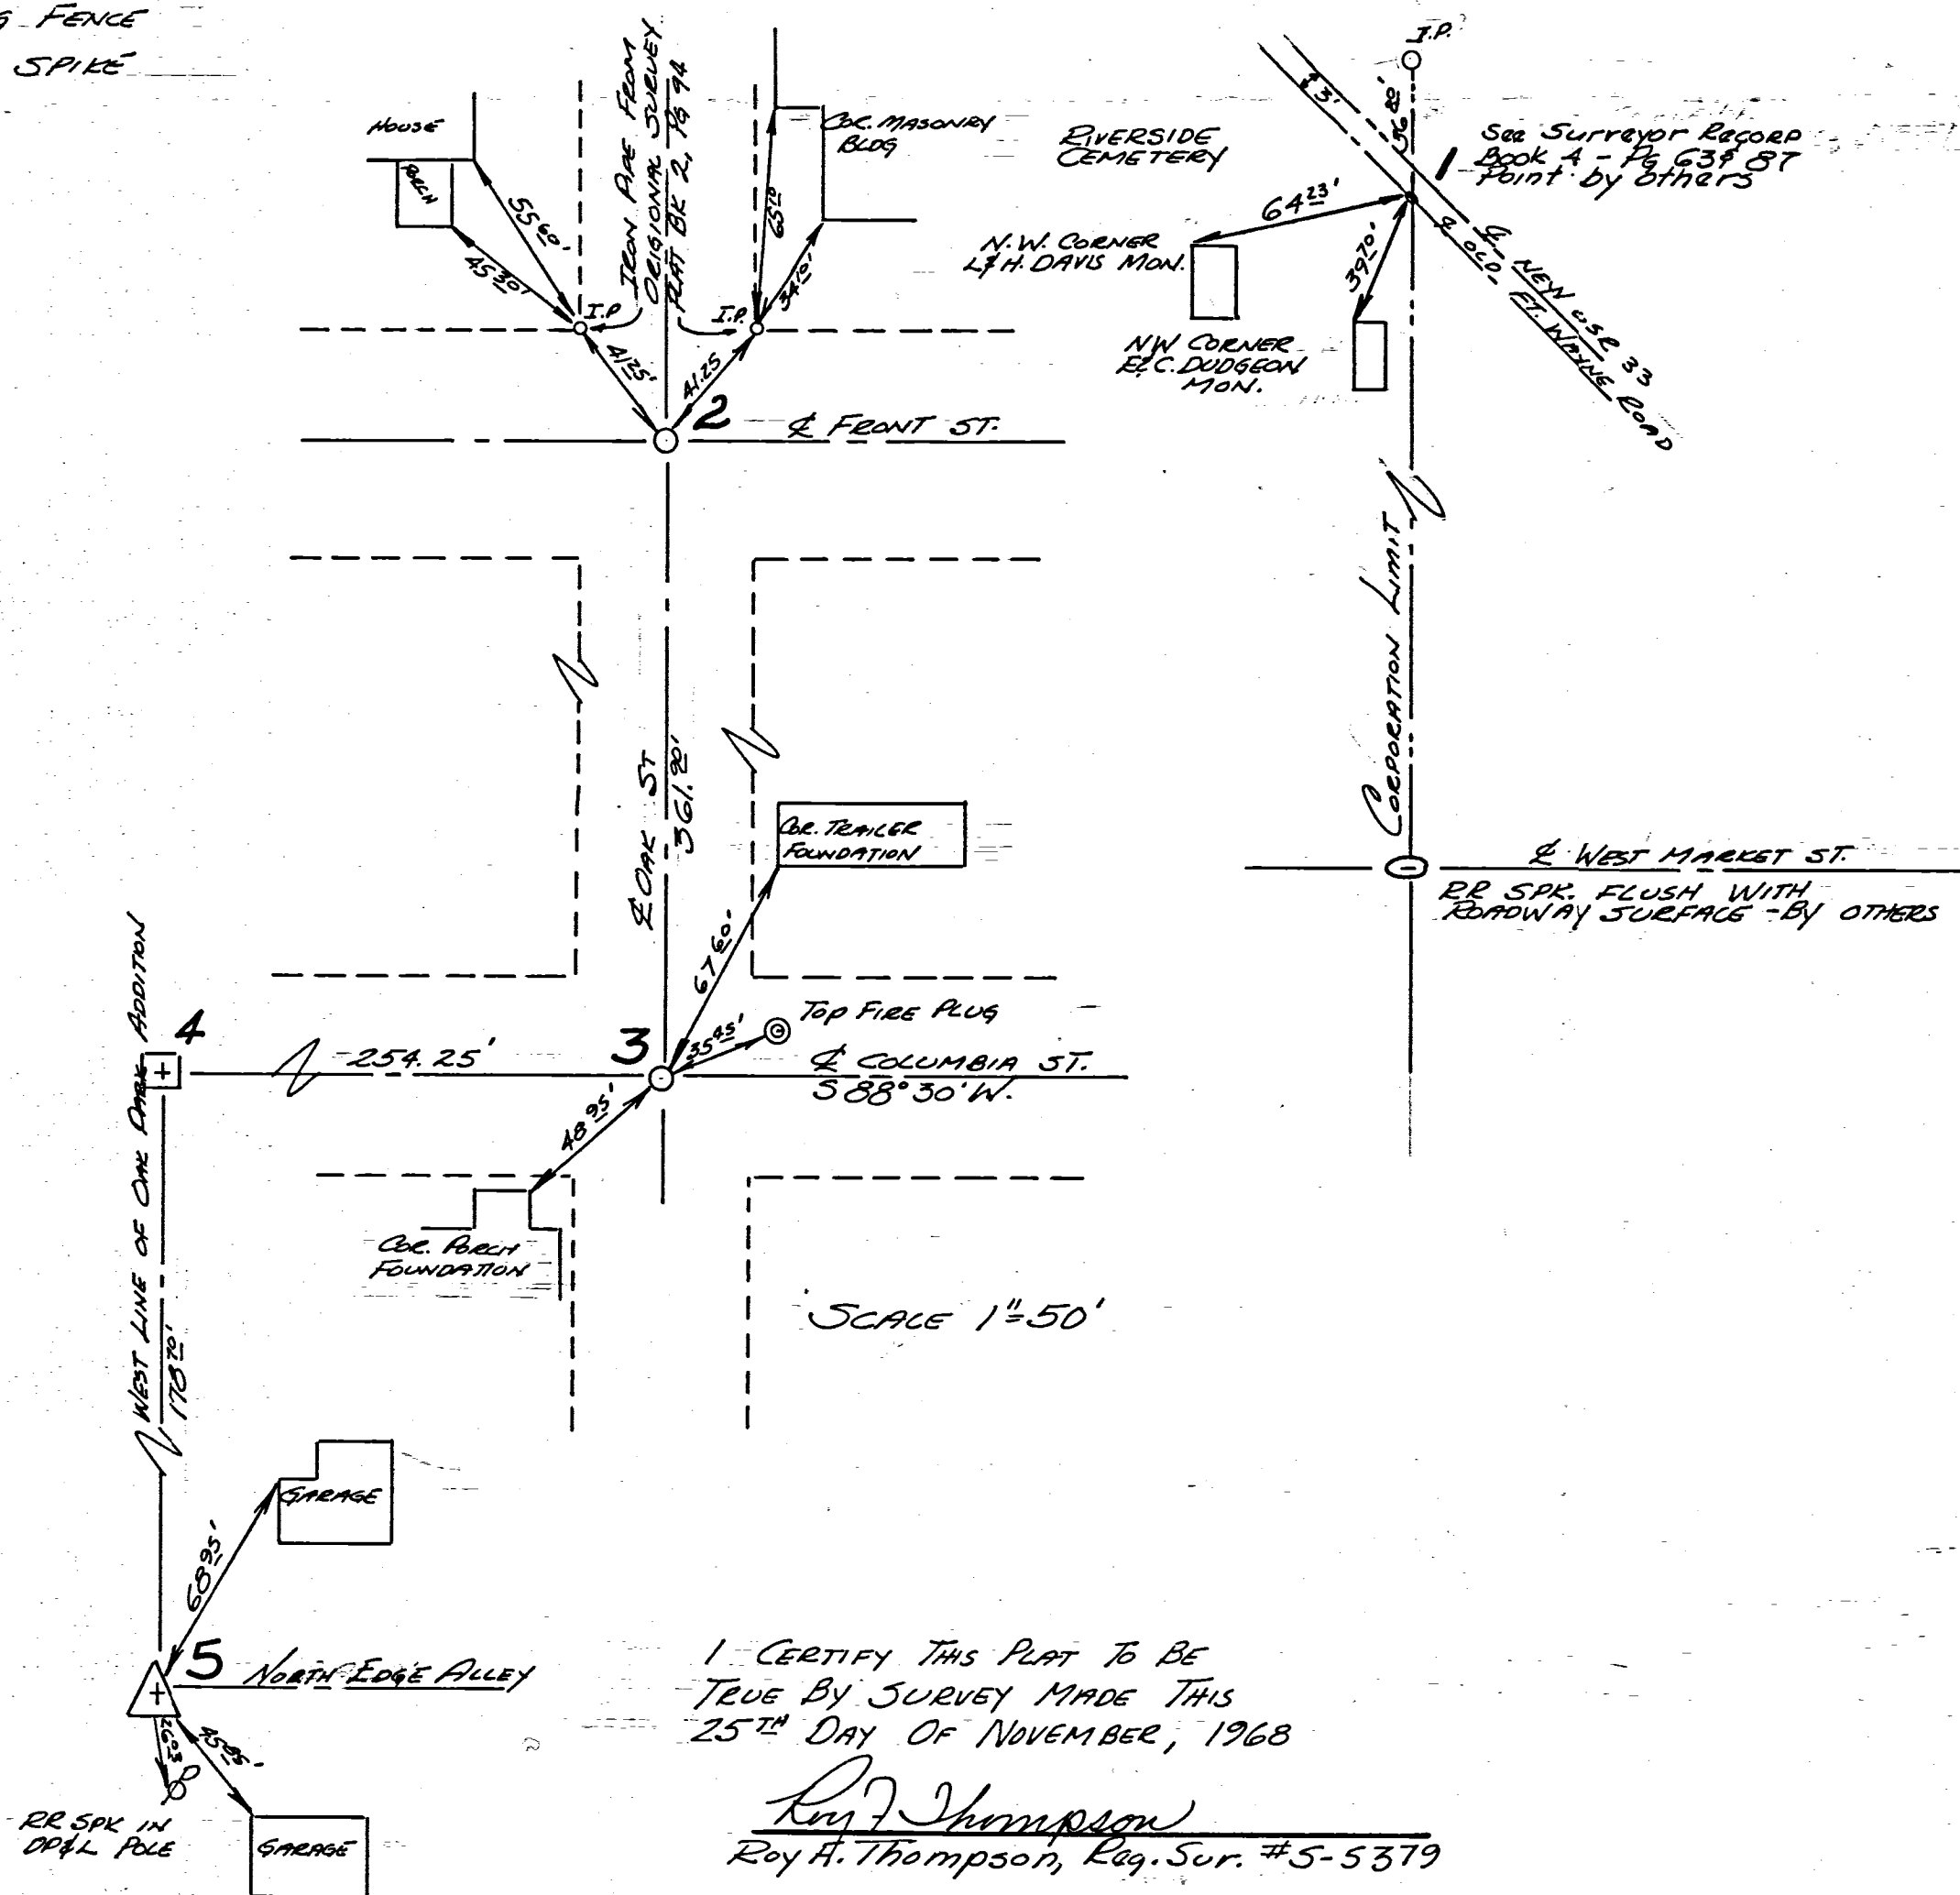 FENCE
SPIKE
HOUSE
PORCH
55 60'
45 30'
IRON PIPE FROM
ORIGIONAL SURVEY
PLAT BK 2, PG 94
COR. MASONRY
BLDG
65 10'
34 10'
I.P.
I.P.
41 25'
41.25
2
℄ FRONT ST.
RIVERSIDE
CEMETERY
I.P.
3'
36 80'
1
See Surveyor Record
Book A - Pg 63 & 87
Point by others
64 23'
39 70'
N.W. CORNER
L & H. DAVIS MON.
NW CORNER
E & C. DUDGEON
MON.
℄ NEW USR 33
℄ OLD FT. WAYNE ROAD
CORPORATION LIMIT
℄ WEST MARKET ST.
RR SPK. FLUSH WITH
ROADWAY SURFACE - BY OTHERS
℄ OAK ST
361.90'
COR. TRAILER
FOUNDATION
67 60'
TOP FIRE PLUG
35 45'
3
℄ COLUMBIA ST.
S 88° 30' W.
254.25'
4
48 95'
COR. PORCH
FOUNDATION
WEST LINE OF OAK PARK ADDITION
178 70'
SCALE 1"=50'
GARAGE
68 95'
5
NORTH EDGE ALLEY
26 03'
45 95'
RR SPK IN
DP&L POLE
GARAGE
I CERTIFY THIS PLAT TO BE
TRUE BY SURVEY MADE THIS
25TH DAY OF NOVEMBER, 1968
Roy A Thompson
Roy A. Thompson, Reg. Sur. #S-5379